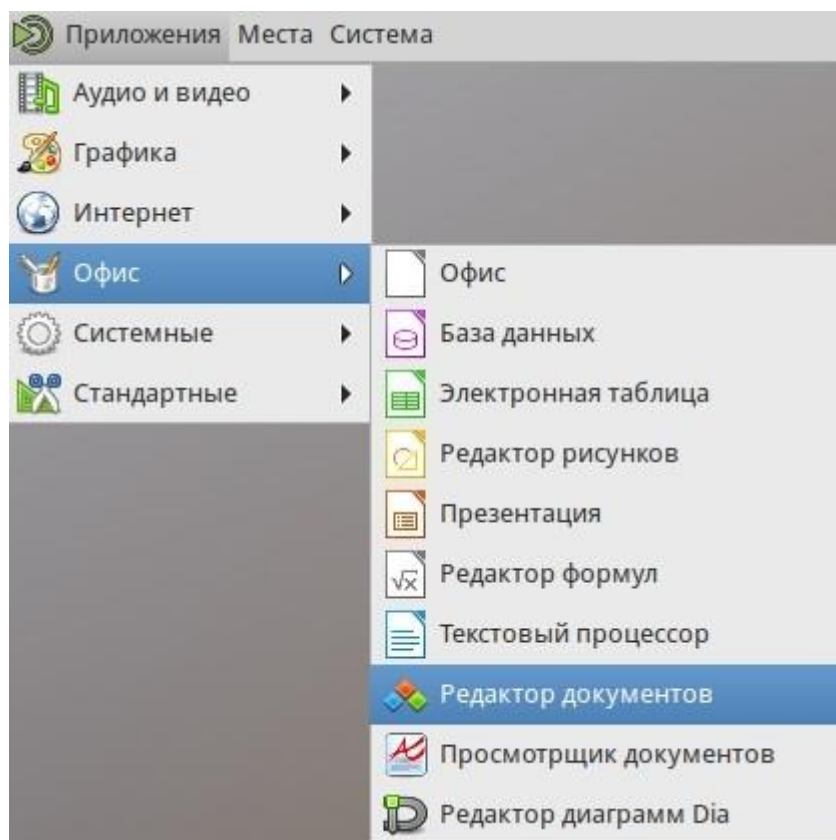 Приложения Места Система
Аудио и видео
Графика
Интернет
Офис
Системные
Стандартные
Офис
База данных
Электронная таблица
Редактор рисунков
Презентация
Редактор формул
Текстовый процессор
Редактор документов
Просмотрщик документов
Редактор диаграмм Dia